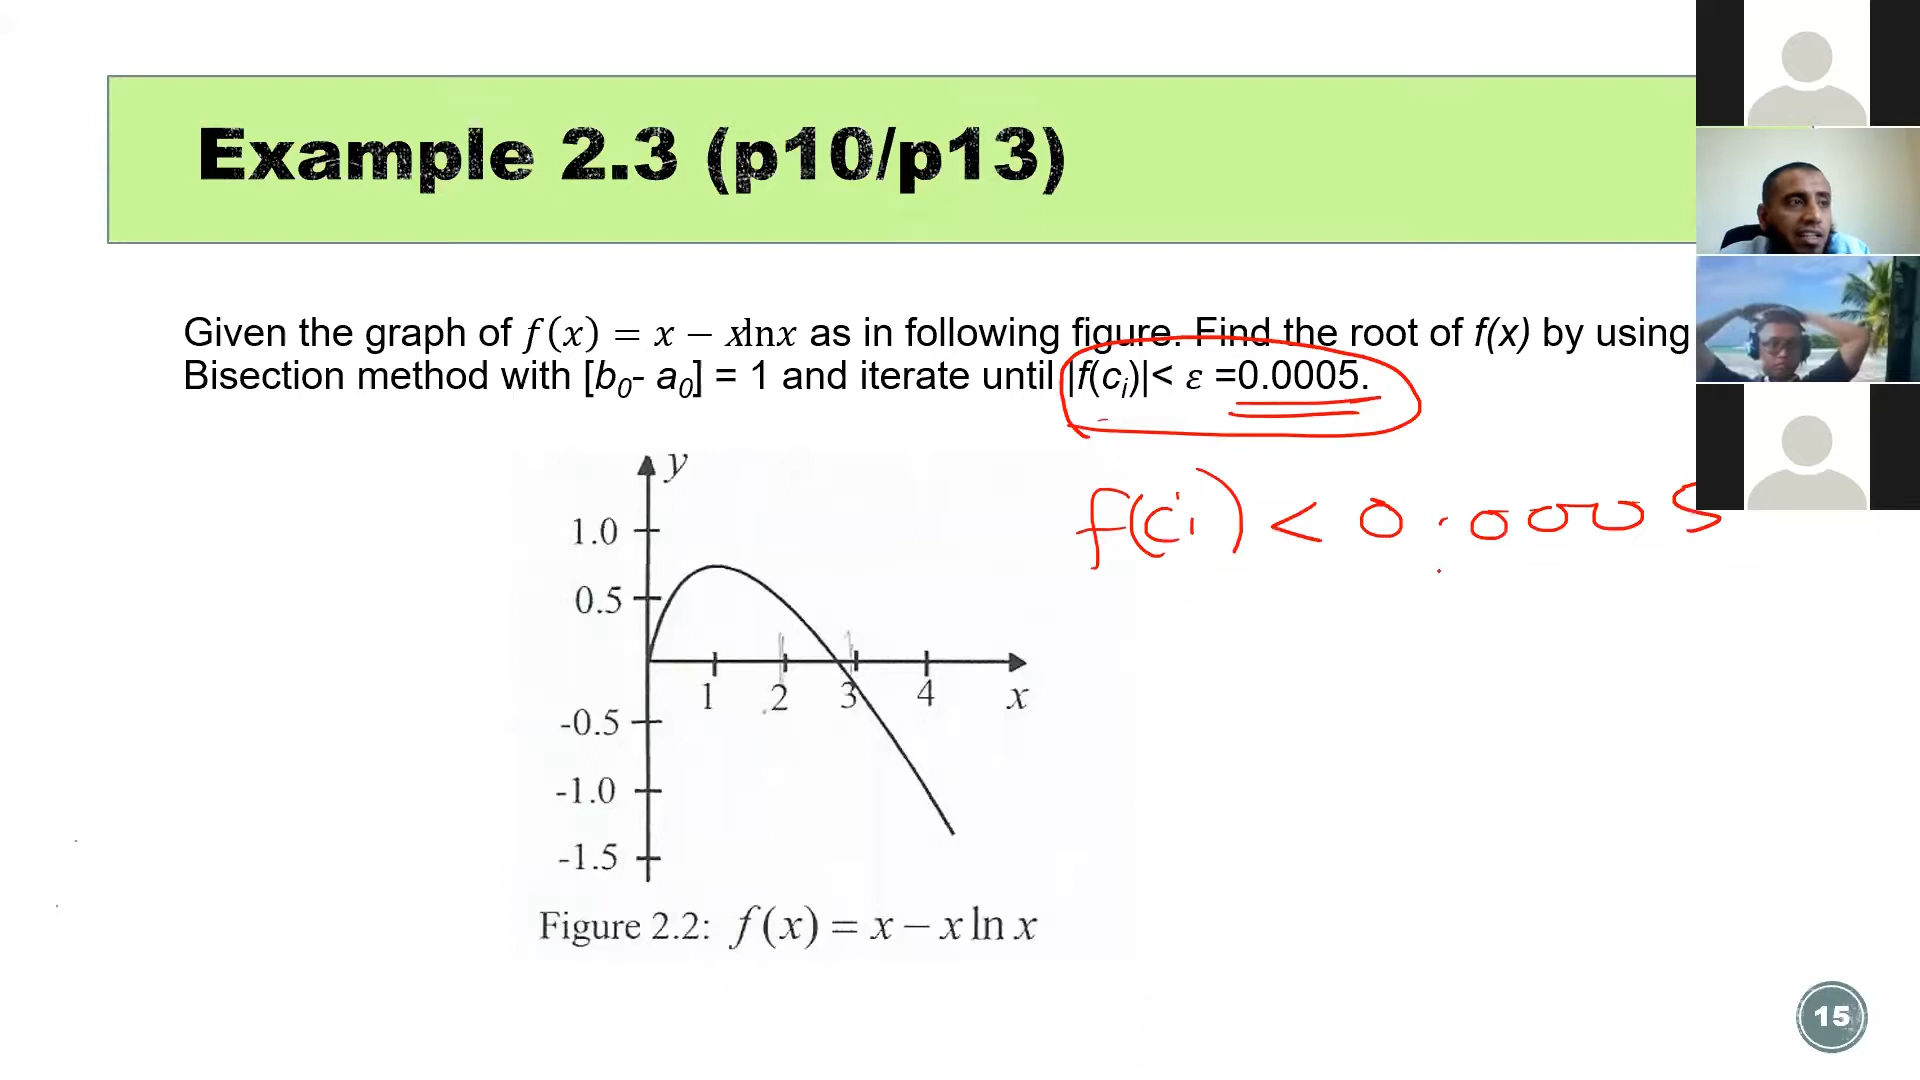 Example 2.3 (p10/p13)
Given the graph of f(x) = x − xlnx as in following figure. Find the root of f(x) by using
Bisection method with [b0- a0] = 1 and iterate until |f(ci)|< ε =0.0005.
f(ci) < 0.0005
y
1.0
0.5
1 2 3 4 x
-0.5
-1.0
-1.5
Figure 2.2: f(x) = x − x ln x
15